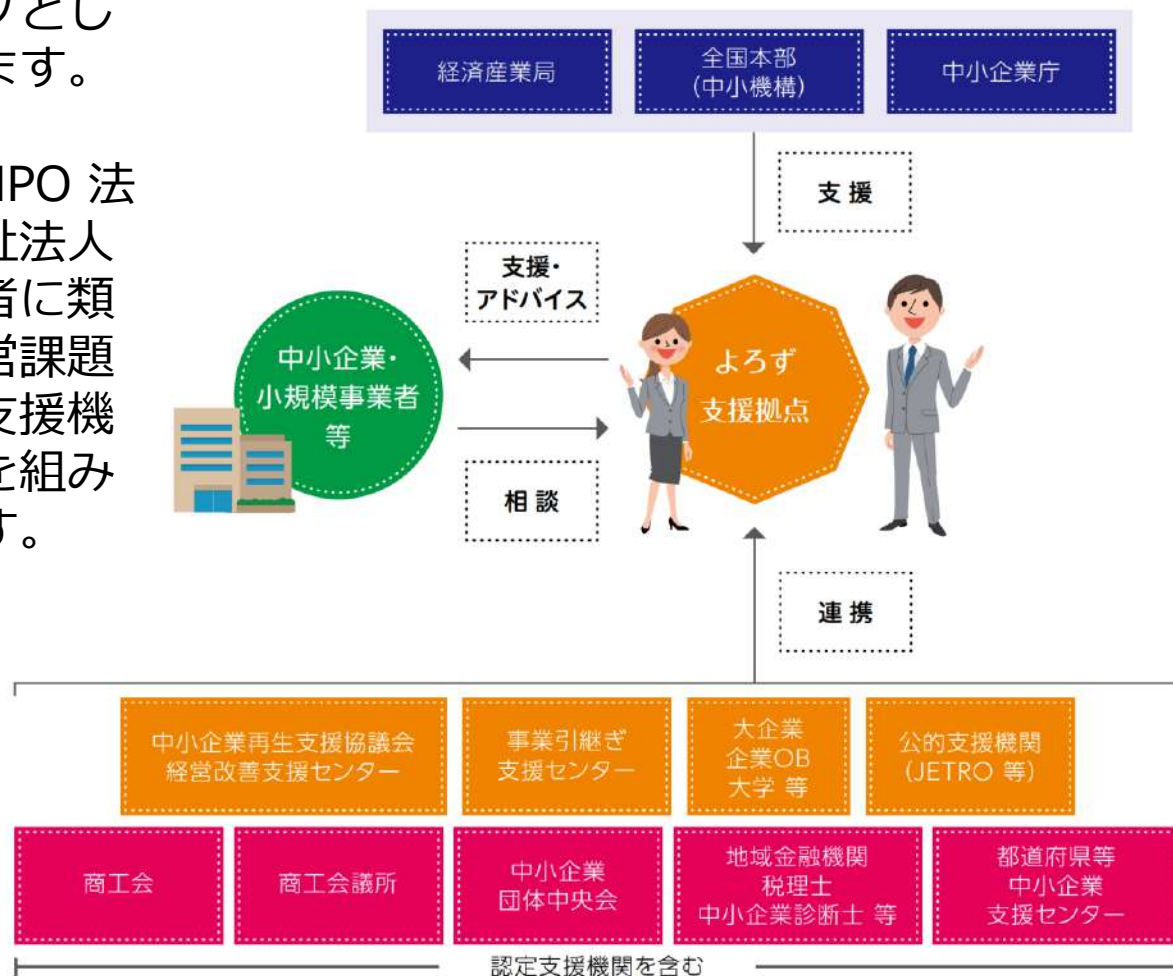 プとし
ます。
NPO 法
祉法人
者に類
営課題
支援機
を組み
す。
経済産業局
全国本部
(中小機構)
中小企業庁
支援
支援・
アドバイス
中小企業・
小規模事業者
等
よろず
支援拠点
相談
連携
中小企業再生支援協議会
経営改善支援センター
事業引継ぎ
支援センター
大企業
企業OB
大学 等
公的支援機関
(JETRO 等)
商工会
商工会議所
中小企業
団体中央会
地域金融機関
税理士
中小企業診断士 等
都道府県等
中小企業
支援センター
認定支援機関を含む